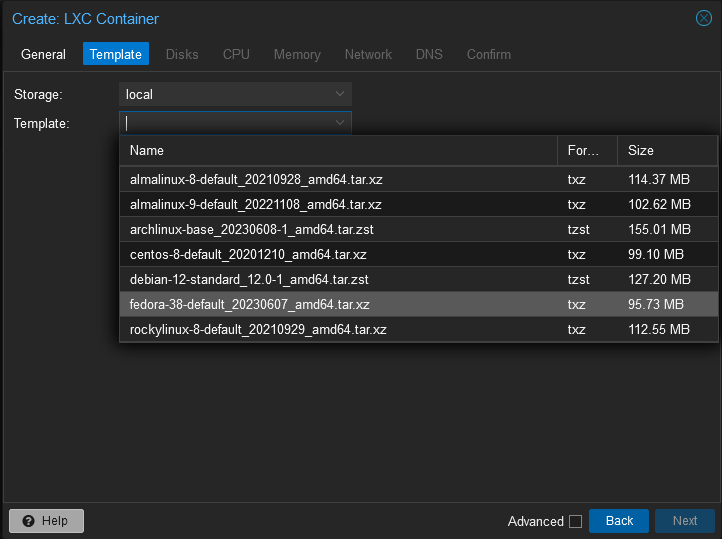 Create: LXC Container
General Template Disks CPU Memory Network DNS Confirm
Storage: local
Template:
Name For... Size
almalinux-8-default_20210928_amd64.tar.xz txz 114.37 MB
almalinux-9-default_20221108_amd64.tar.xz txz 102.62 MB
archlinux-base_20230608-1_amd64.tar.zst tzst 155.01 MB
centos-8-default_20201210_amd64.tar.xz txz 99.10 MB
debian-12-standard_12.0-1_amd64.tar.zst tzst 127.20 MB
fedora-38-default_20230607_amd64.tar.xz txz 95.73 MB
rockylinux-8-default_20210929_amd64.tar.xz txz 112.55 MB
? Help Advanced Back Next